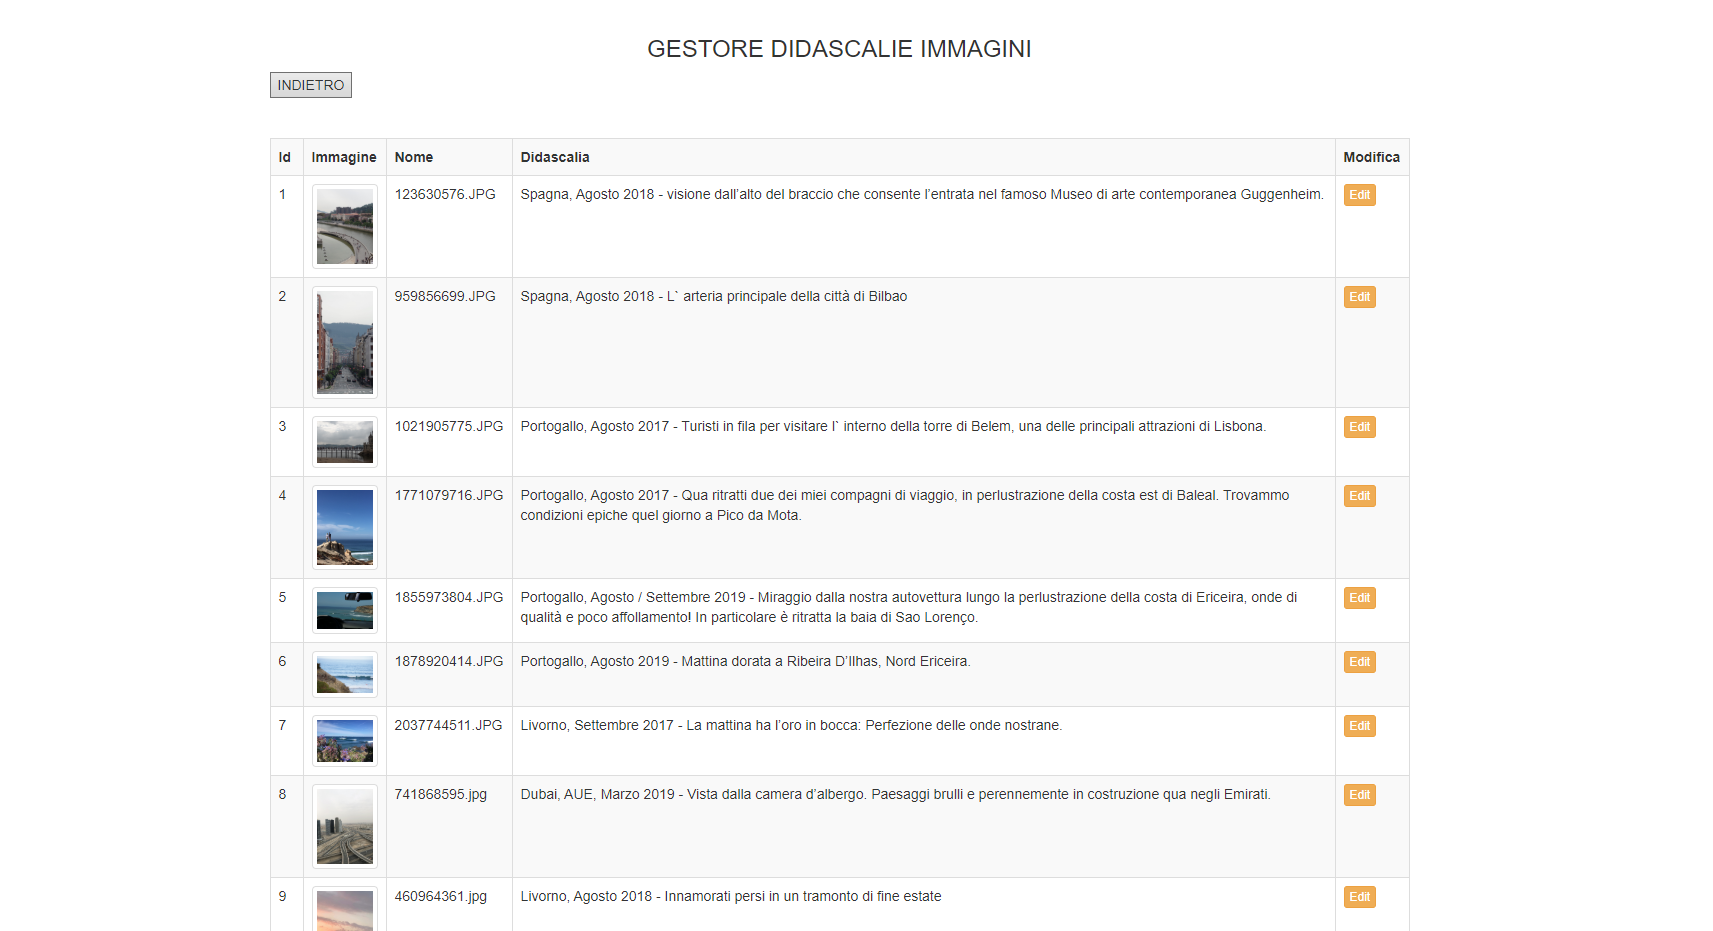 GESTORE DIDASCALIE IMMAGINI
INDIETRO
Id Immagine Nome Didascalia Modifica
1 123630576.JPG Spagna, Agosto 2018 - visione dall'alto del braccio che consente l'entrata nel famoso Museo di arte contemporanea Guggenheim. Edit
2 959856699.JPG Spagna, Agosto 2018 - L` arteria principale della città di Bilbao Edit
3 1021905775.JPG Portogallo, Agosto 2017 - Turisti in fila per visitare l` interno della torre di Belem, una delle principali attrazioni di Lisbona. Edit
4 1771079716.JPG Portogallo, Agosto 2017 - Qua ritratti due dei miei compagni di viaggio, in perlustrazione della costa est di Baleal. Trovammo Edit
condizioni epiche quel giorno a Pico da Mota.
5 1855973804.JPG Portogallo, Agosto / Settembre 2019 - Miraggio dalla nostra autovettura lungo la perlustrazione della costa di Ericeira, onde di Edit
qualità e poco affollamento! In particolare è ritratta la baia di Sao Lorenço.
6 1878920414.JPG Portogallo, Agosto 2019 - Mattina dorata a Ribeira D'Ilhas, Nord Ericeira. Edit
7 2037744511.JPG Livorno, Settembre 2017 - La mattina ha l'oro in bocca: Perfezione delle onde nostrane. Edit
8 741868595.jpg Dubai, AUE, Marzo 2019 - Vista dalla camera d'albergo. Paesaggi brulli e perennemente in costruzione qua negli Emirati. Edit
9 460964361.jpg Livorno, Agosto 2018 - Innamorati persi in un tramonto di fine estate Edit